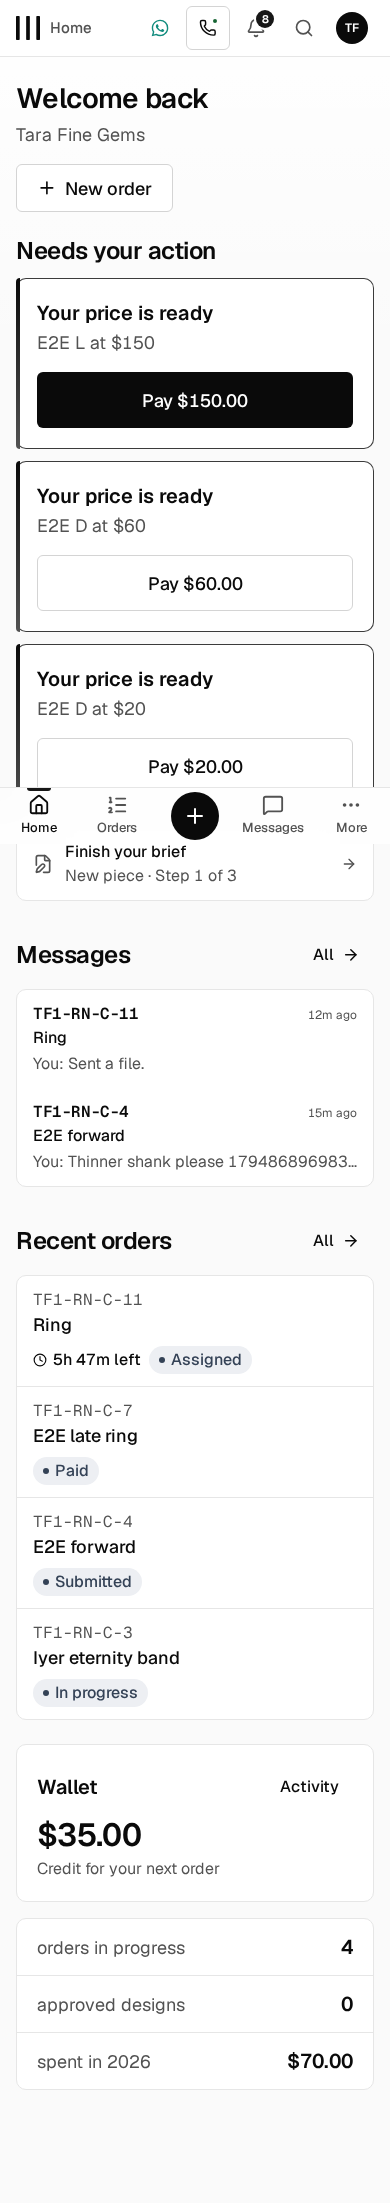 Home
8
TF
Welcome back
Tara Fine Gems
New order
Needs your action
Your price is ready
E2E L at $150
Pay $150.00
Your price is ready
E2E D at $60
Pay $60.00
Your price is ready
E2E D at $20
Pay $20.00
Home
Orders
Messages
More
Finish your brief
New piece · Step 1 of 3
Messages
All
TF1-RN-C-11
12m ago
Ring
You: Sent a file.
TF1-RN-C-4
15m ago
E2E forward
You: Thinner shank please 179486896983…
Recent orders
All
TF1-RN-C-11
Ring
5h 47m left
Assigned
TF1-RN-C-7
E2E late ring
Paid
TF1-RN-C-4
E2E forward
Submitted
TF1-RN-C-3
Iyer eternity band
In progress
Wallet
Activity
$35.00
Credit for your next order
orders in progress
4
approved designs
0
spent in 2026
$70.00